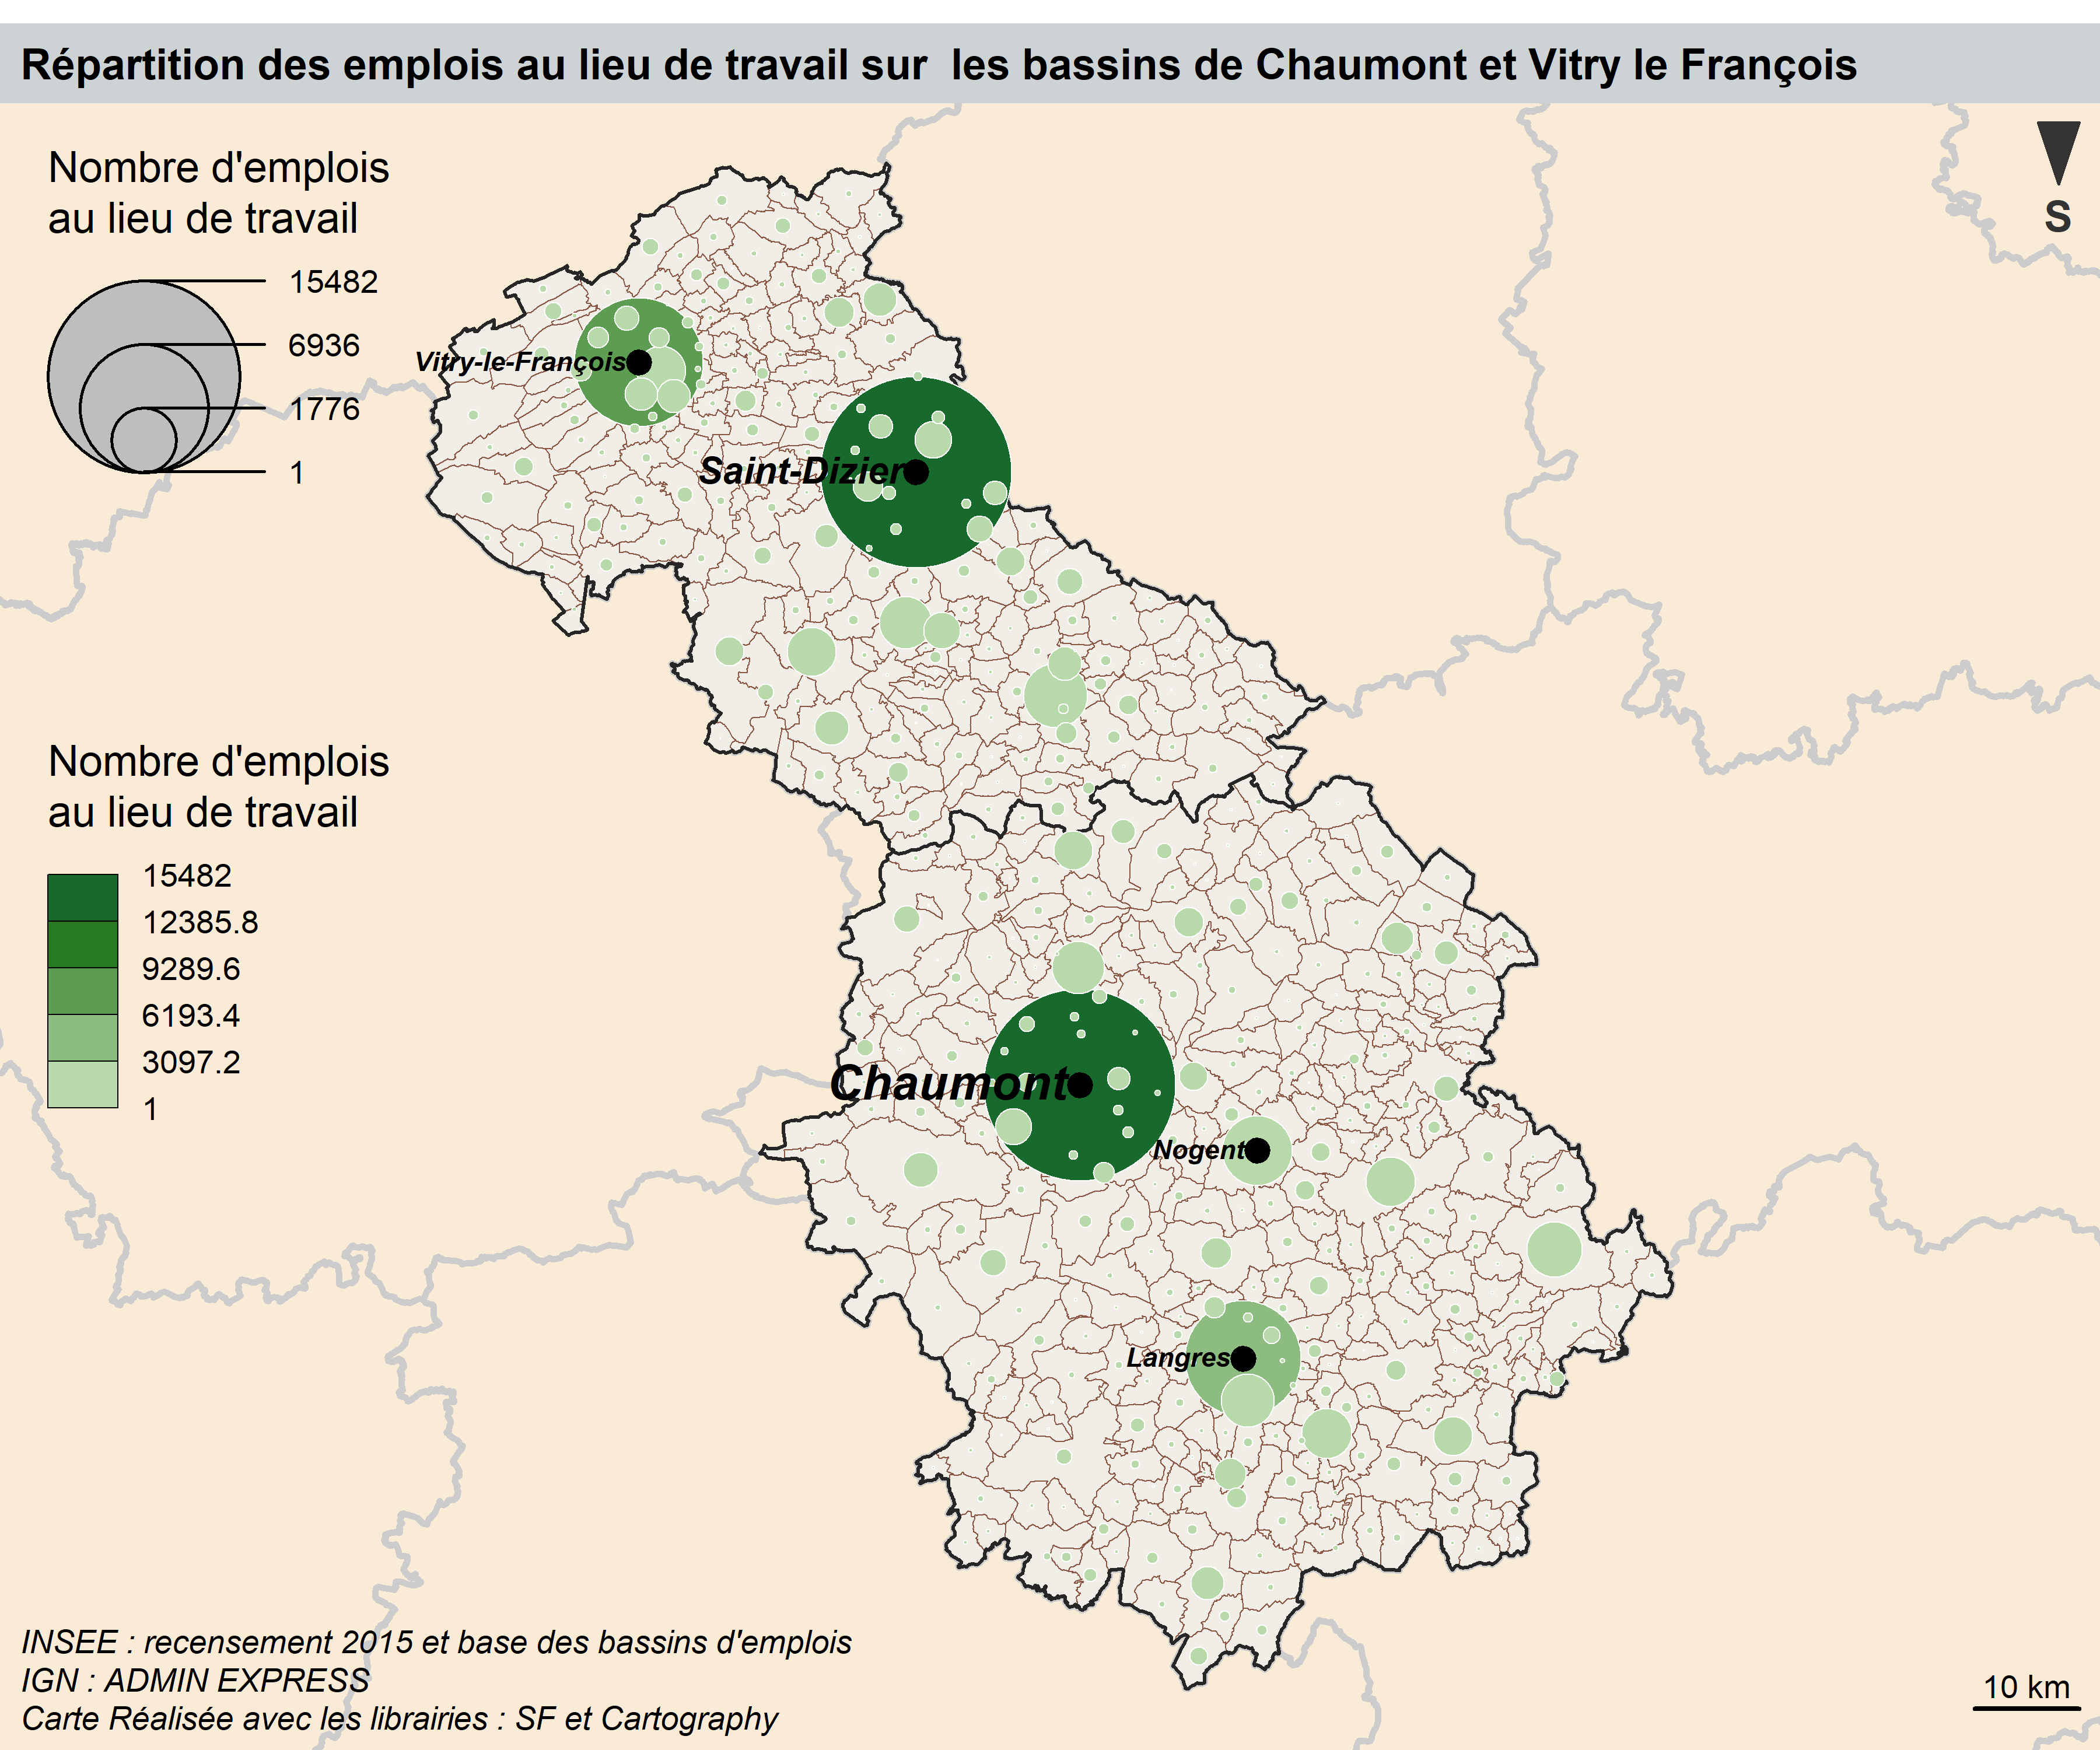 Répartition des emplois au lieu de travail sur  les bassins de Chaumont et Vitry le François
S
Nombre d'emplois
au lieu de travail
15482
6936
1776
1
Vitry-le-François
Saint-Dizier
Nombre d'emplois
au lieu de travail
15482
12385.8
9289.6
6193.4
3097.2
1
Chaumont
Nogent
Langres
INSEE : recensement 2015 et base des bassins d'emplois
IGN : ADMIN EXPRESS
Carte Réalisée avec les librairies : SF et Cartography
10 km